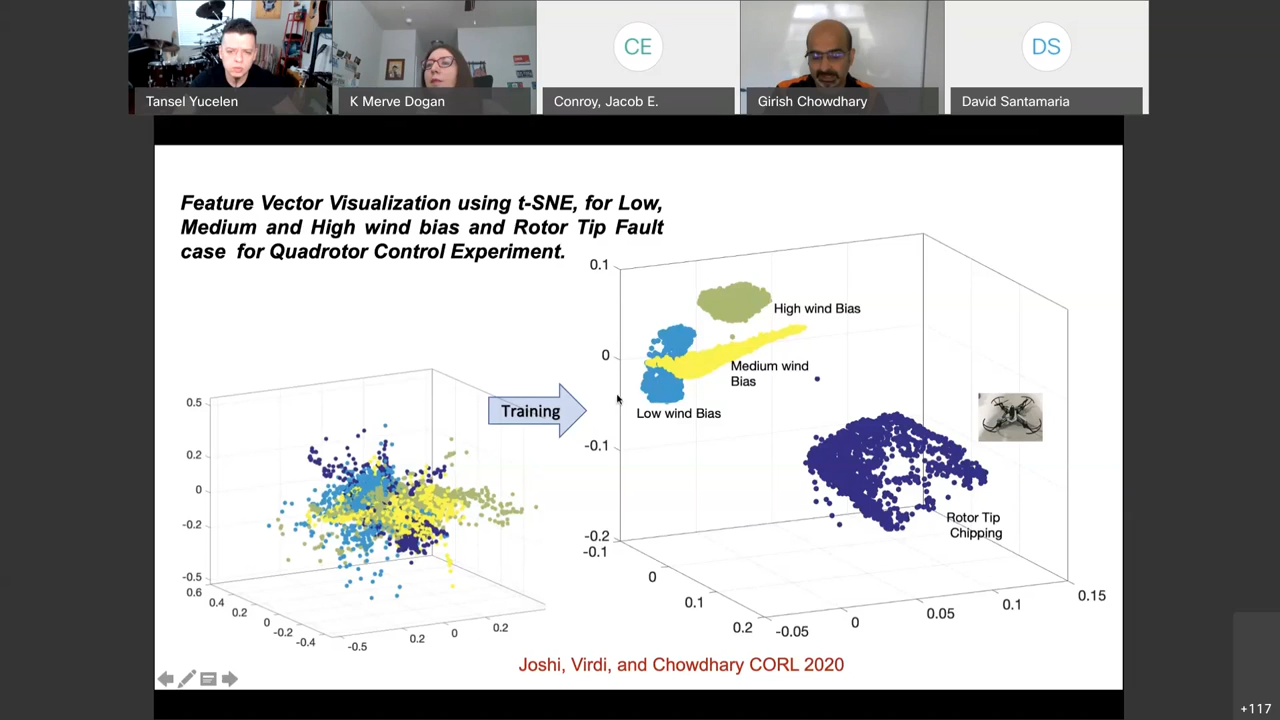 CE
DS
Tansel Yucelen
K Merve Dogan
Conroy, Jacob E.
Girish Chowdhary
David Santamaria
Feature Vector Visualization using t-SNE, for Low,
Medium and High wind bias and Rotor Tip Fault
case for Quadrotor Control Experiment.
0.5
0.2
0
-0.2
-0.5
0.6
0.4
0.2
0
-0.2
-0.4
-0.5
0.2
0
0.2
Training
0.1
0
-0.1
-0.2
-0.1
0
0.1
0.2
-0.05
0
0.05
0.1
0.15
High wind Bias
Medium wind
Bias
Low wind Bias
Rotor Tip
Chipping
Joshi, Virdi, and Chowdhary CORL 2020
+117